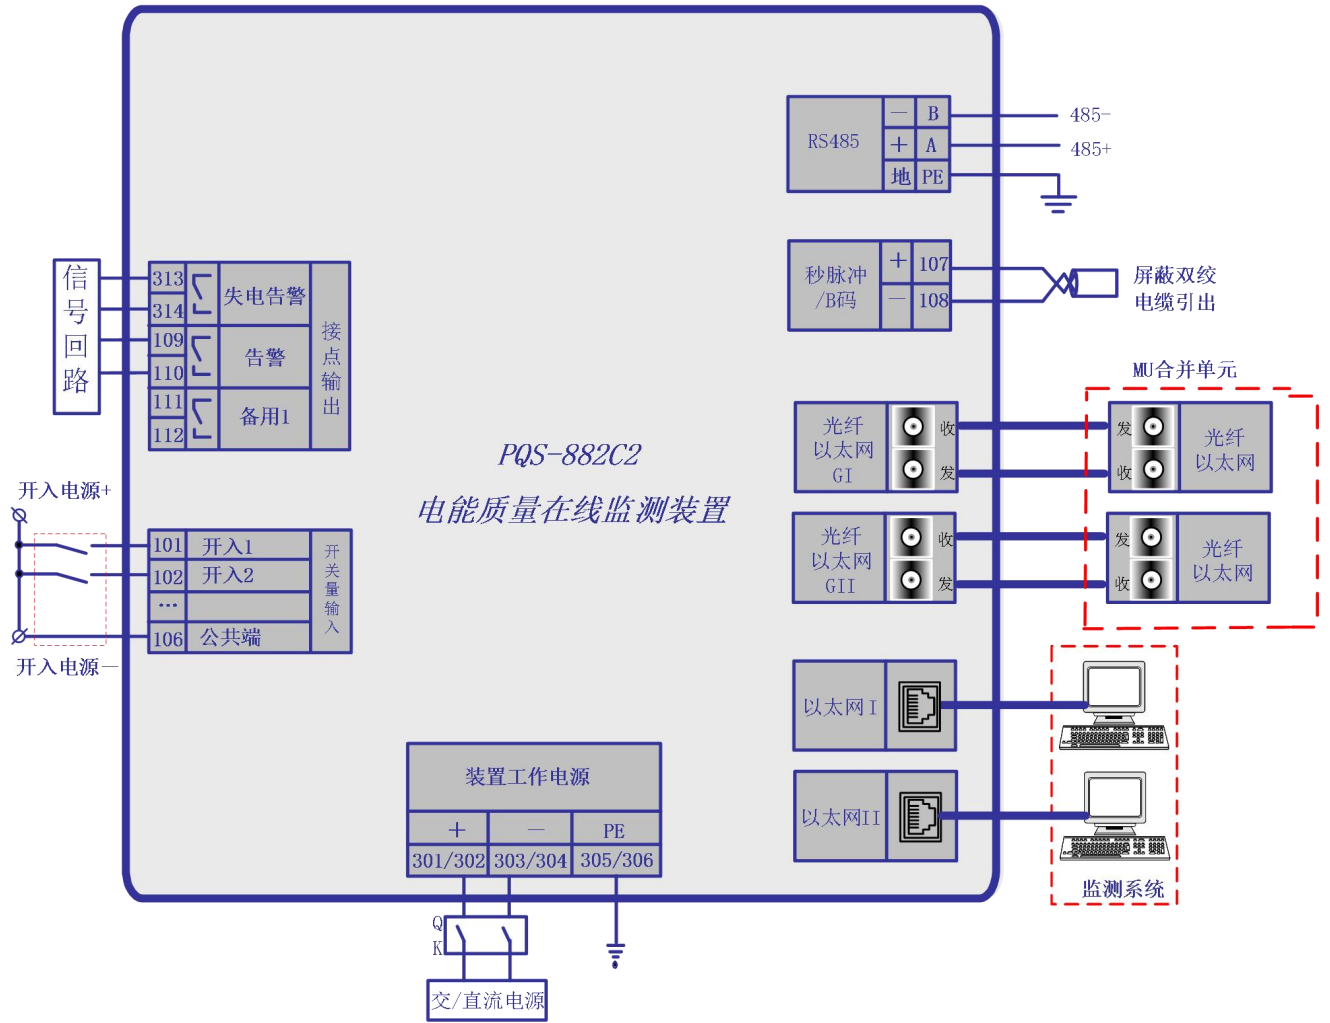 RS485
— B
+ A
地 PE
485-
485+
秒脉冲
/B码
+ 107
— 108
屏蔽双绞
电缆引出
信号回路
313
314
失电告警
109
110
告警
111
112
备用1
接点输出
MU合并单元
光纤
以太网
GI
收
发
发
收
光纤
以太网
光纤
以太网
GII
收
发
发
收
光纤
以太网
PQS-882C2
电能质量在线监测装置
开入电源+
101 开入1
102 开入2
...
106 公共端
开关量输入
开入电源—
以太网I
以太网II
监测系统
装置工作电源
+ — PE
301/302 303/304 305/306
QK
交/直流电源